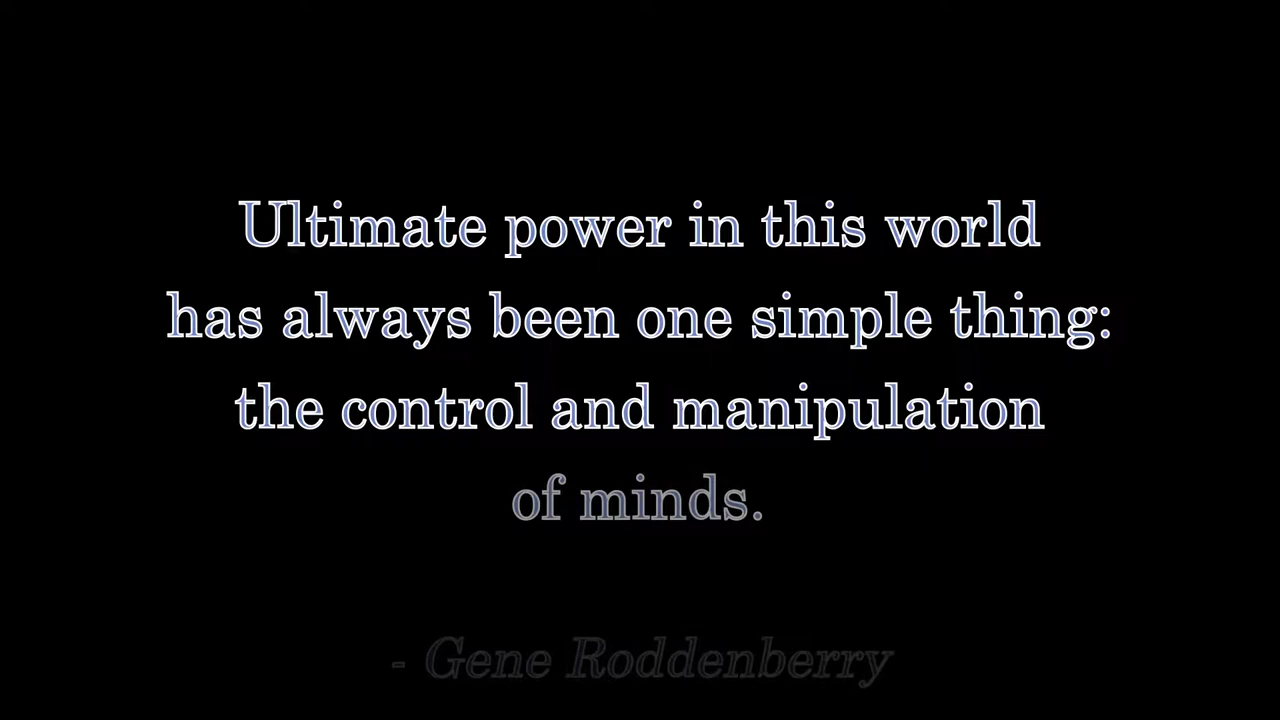 Ultimate power in this world
has always been one simple thing:
the control and manipulation
of minds.
- Gene Roddenberry